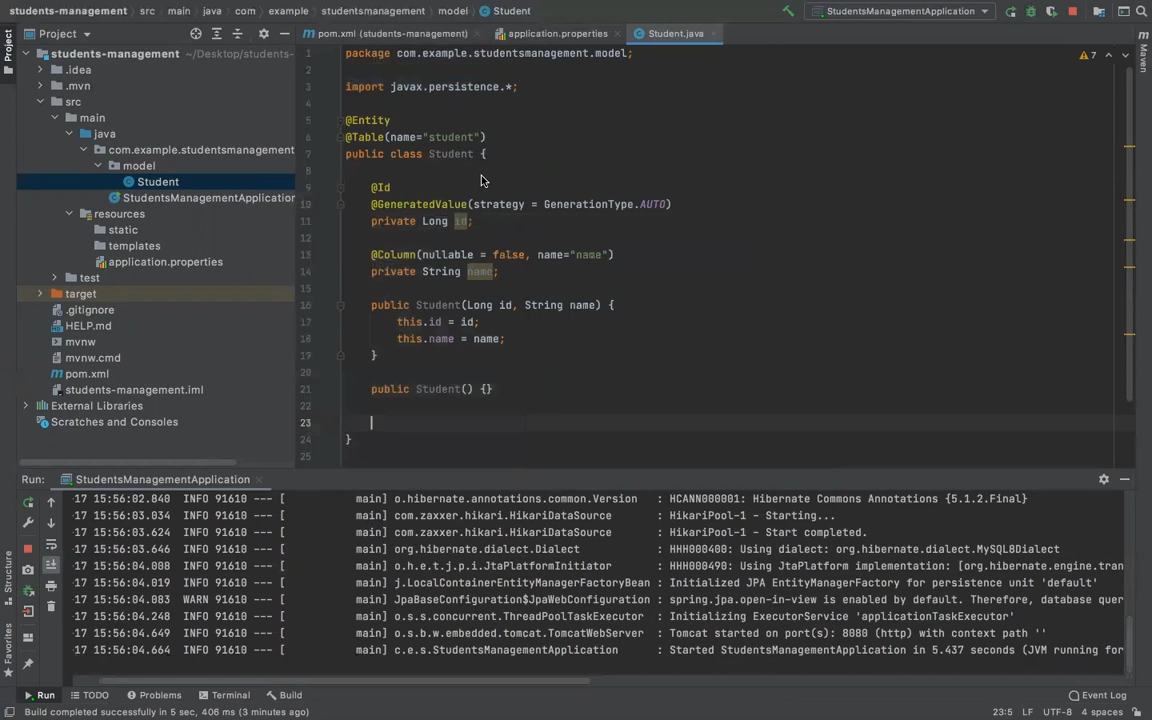 students-management › src › main › java › com › example › studentsmanagement › model › Student
StudentsManagementApplication
Project
pom.xml (students-management)
application.properties
Student.java
Project
students-management ~/Desktop/students-
.idea
.mvn
src
main
java
com.example.studentsmanagement
model
Student
StudentsManagementApplication
resources
static
templates
application.properties
test
target
.gitignore
HELP.md
mvnw
mvnw.cmd
pom.xml
students-management.iml
External Libraries
Scratches and Consoles
7
1 package com.example.studentsmanagement.model;
2
3 import javax.persistence.*;
4
5 @Entity
6 @Table(name="student")
7 public class Student {
8
9 @Id
10 @GeneratedValue(strategy = GenerationType.AUTO)
11 private Long id;
12
13 @Column(nullable = false, name="name")
14 private String name;
15
16 public Student(Long id, String name) {
17 this.id = id;
18 this.name = name;
19 }
20
21 public Student() {}
22
23
24 }
25
Maven
Run: StudentsManagementApplication
17 15:56:02.840 INFO 91610 --- [ main] o.hibernate.annotations.common.Version : HCANN000001: Hibernate Commons Annotations {5.1.2.Final}
17 15:56:03.034 INFO 91610 --- [ main] com.zaxxer.hikari.HikariDataSource : HikariPool-1 - Starting...
17 15:56:03.624 INFO 91610 --- [ main] com.zaxxer.hikari.HikariDataSource : HikariPool-1 - Start completed.
17 15:56:03.646 INFO 91610 --- [ main] org.hibernate.dialect.Dialect : HHH000400: Using dialect: org.hibernate.dialect.MySQL8Dialect
17 15:56:04.008 INFO 91610 --- [ main] o.h.e.t.j.p.i.JtaPlatformInitiator : HHH000490: Using JtaPlatform implementation: [org.hibernate.engine.tran
17 15:56:04.019 INFO 91610 --- [ main] j.LocalContainerEntityManagerFactoryBean : Initialized JPA EntityManagerFactory for persistence unit 'default'
17 15:56:04.083 WARN 91610 --- [ main] JpaBaseConfiguration$JpaWebConfiguration : spring.jpa.open-in-view is enabled by default. Therefore, database quer
17 15:56:04.248 INFO 91610 --- [ main] o.s.s.concurrent.ThreadPoolTaskExecutor : Initializing ExecutorService 'applicationTaskExecutor'
17 15:56:04.649 INFO 91610 --- [ main] o.s.b.w.embedded.tomcat.TomcatWebServer : Tomcat started on port(s): 8080 (http) with context path ''
17 15:56:04.664 INFO 91610 --- [ main] c.e.s.StudentsManagementApplication : Started StudentsManagementApplication in 5.437 seconds (JVM running for
Structure
Favorites
Run
TODO
Problems
Terminal
Build
Event Log
Build completed successfully in 5 sec, 406 ms (3 minutes ago)
23:5 LF UTF-8 4 spaces